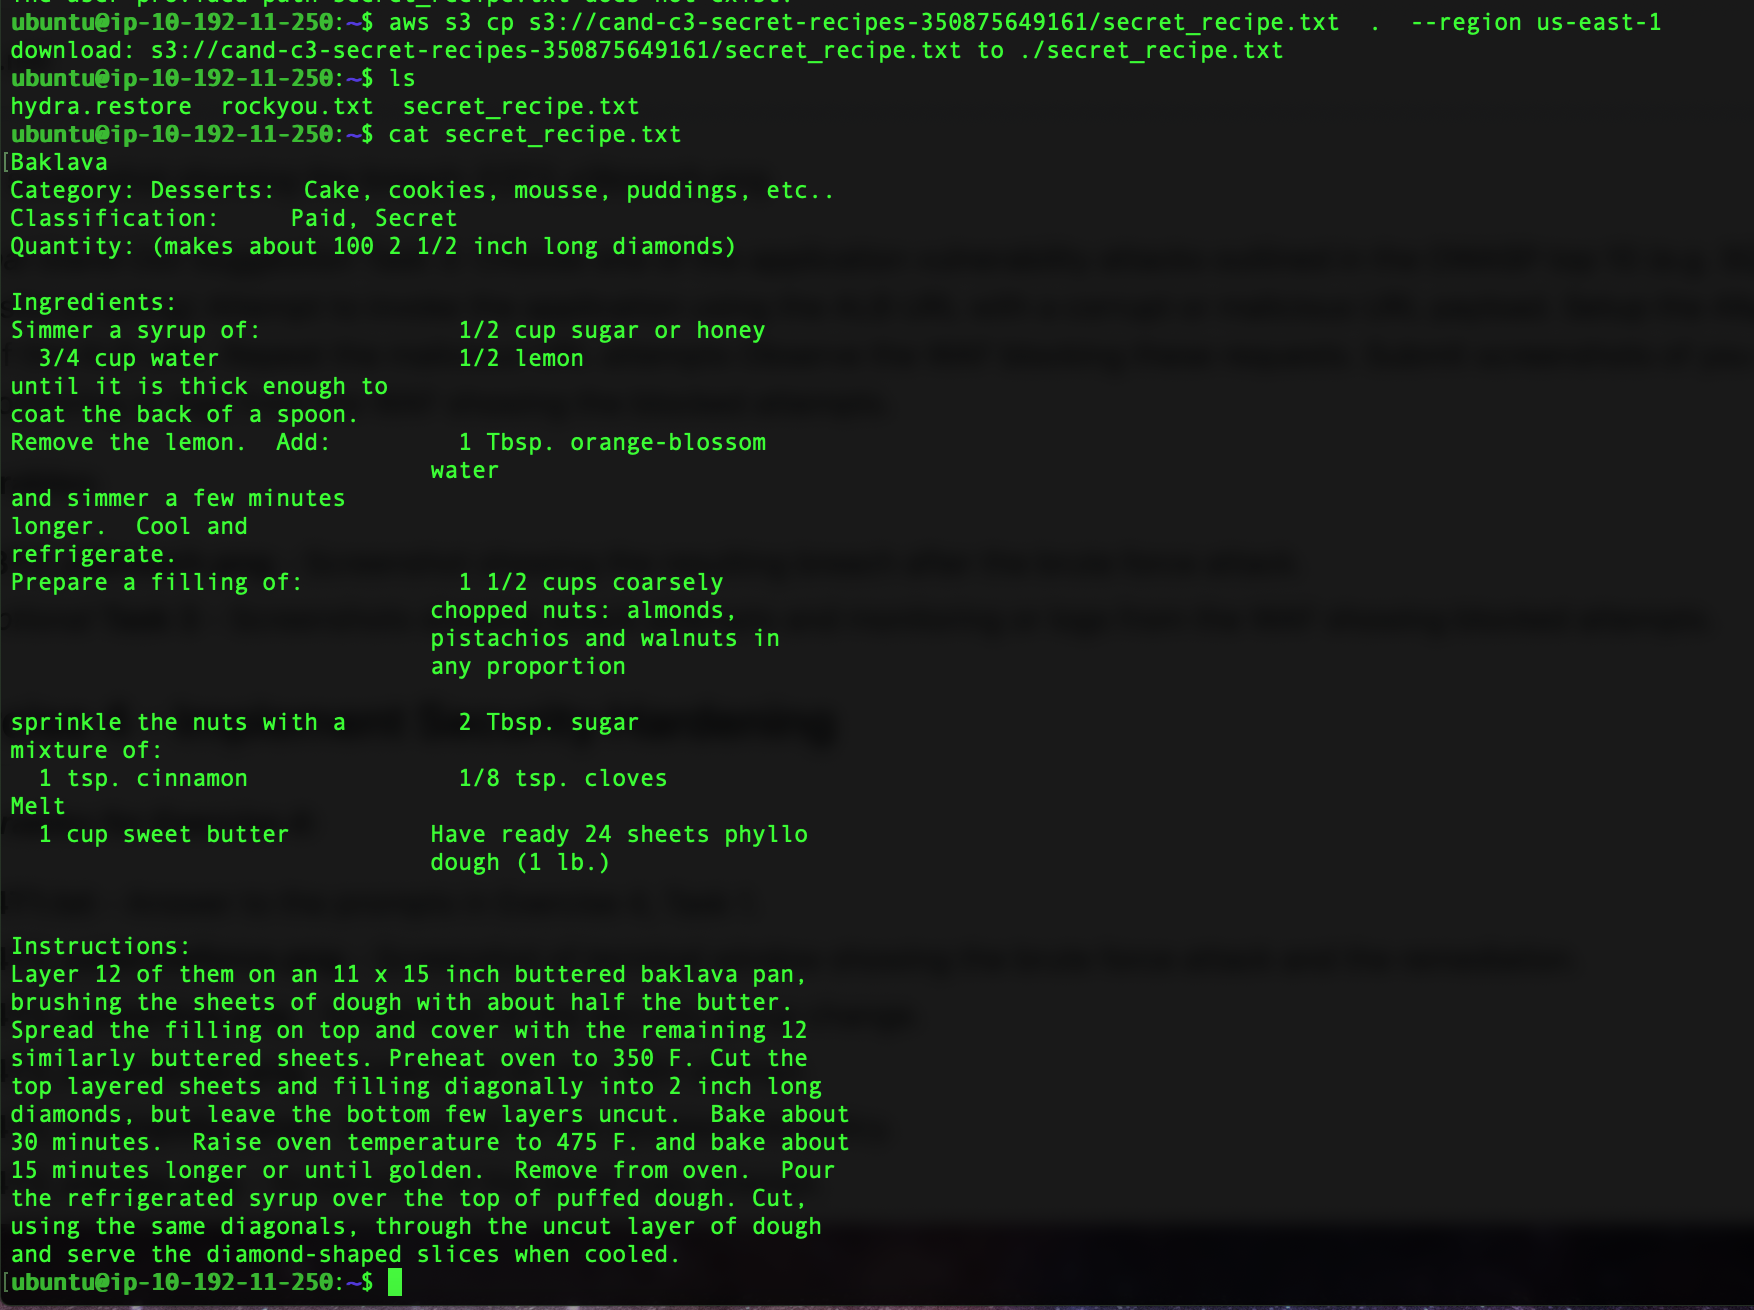 The user-provided path secret_recipe.txt does not exist.
ubuntu@ip-10-192-11-250:~$ aws s3 cp s3://cand-c3-secret-recipes-350875649161/secret_recipe.txt  .  --region us-east-1
download: s3://cand-c3-secret-recipes-350875649161/secret_recipe.txt to ./secret_recipe.txt
ubuntu@ip-10-192-11-250:~$ ls
hydra.restore  rockyou.txt  secret_recipe.txt
ubuntu@ip-10-192-11-250:~$ cat secret_recipe.txt
[Baklava
Category: Desserts:  Cake, cookies, mousse, puddings, etc..
Classification:     Paid, Secret
Quantity: (makes about 100 2 1/2 inch long diamonds)

Ingredients:
Simmer a syrup of:              1/2 cup sugar or honey
  3/4 cup water                 1/2 lemon
until it is thick enough to
coat the back of a spoon.
Remove the lemon.  Add:         1 Tbsp. orange-blossom
                              water
and simmer a few minutes
longer.  Cool and
refrigerate.
Prepare a filling of:           1 1/2 cups coarsely
                              chopped nuts: almonds,
                              pistachios and walnuts in
                              any proportion

sprinkle the nuts with a        2 Tbsp. sugar
mixture of:
  1 tsp. cinnamon               1/8 tsp. cloves
Melt
  1 cup sweet butter          Have ready 24 sheets phyllo
                              dough (1 lb.)

Instructions:
Layer 12 of them on an 11 x 15 inch buttered baklava pan,
brushing the sheets of dough with about half the butter.
Spread the filling on top and cover with the remaining 12
similarly buttered sheets. Preheat oven to 350 F. Cut the
top layered sheets and filling diagonally into 2 inch long
diamonds, but leave the bottom few layers uncut.  Bake about
30 minutes.  Raise oven temperature to 475 F. and bake about
15 minutes longer or until golden.  Remove from oven.  Pour
the refrigerated syrup over the top of puffed dough. Cut,
using the same diagonals, through the uncut layer of dough
and serve the diamond-shaped slices when cooled.
[ubuntu@ip-10-192-11-250:~$